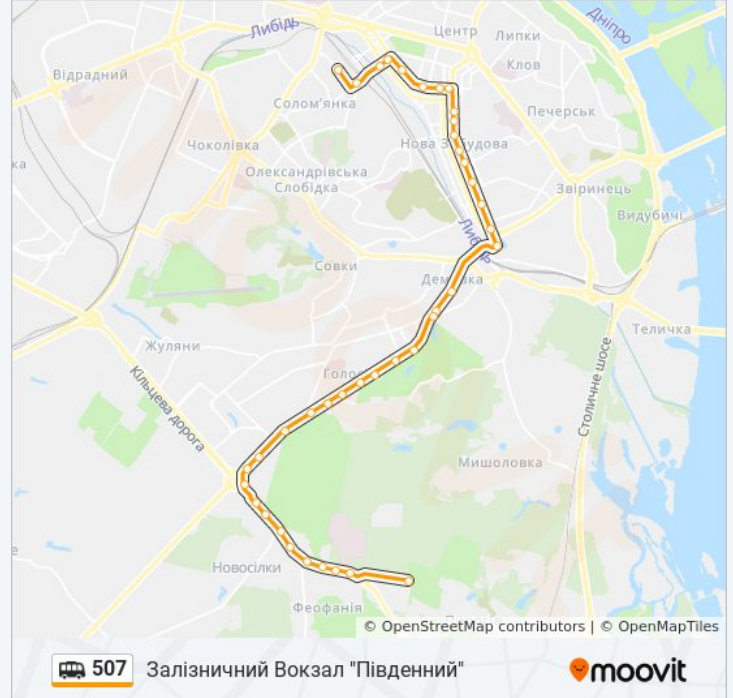 Либідь
Дніпро
Центр
Липки
Клов
Відрадний
Солом'янка
Печерськ
Чоколівка
Нова Забудова
Олександрівська
Слобідка
Звіринець
Видубичі
Либідь
Совки
Деміївка
Теличка
Жуляни
Столичне шосе
Кільцева дорога
Мишоловка
Новосілки
Феофанія
© OpenStreetMap contributors | © OpenMapTiles
507 Залізничний Вокзал "Південний"
moovit